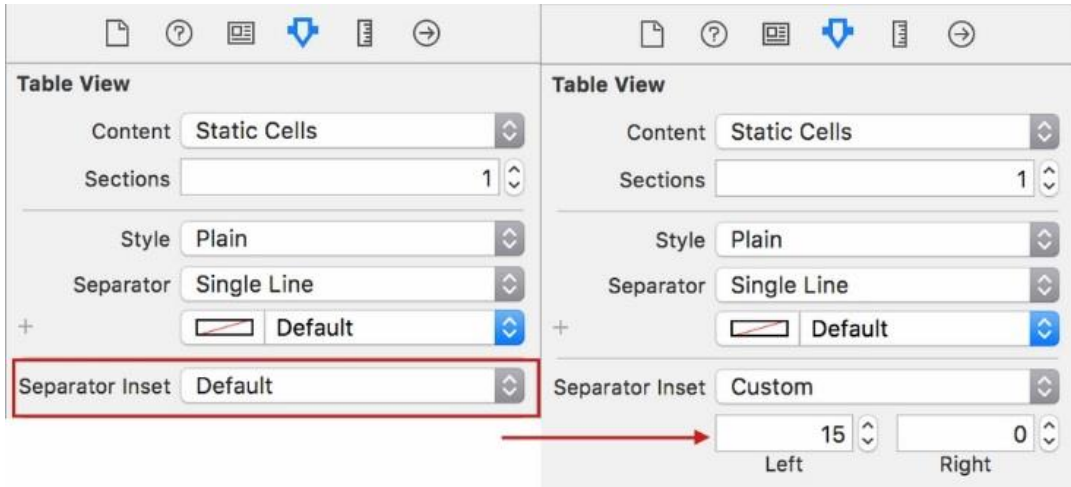 Table View
Content Static Cells
Sections 1
Style Plain
Separator Single Line
+ Default
Separator Inset Default
Table View
Content Static Cells
Sections 1
Style Plain
Separator Single Line
+ Default
Separator Inset Custom
15 0
Left Right